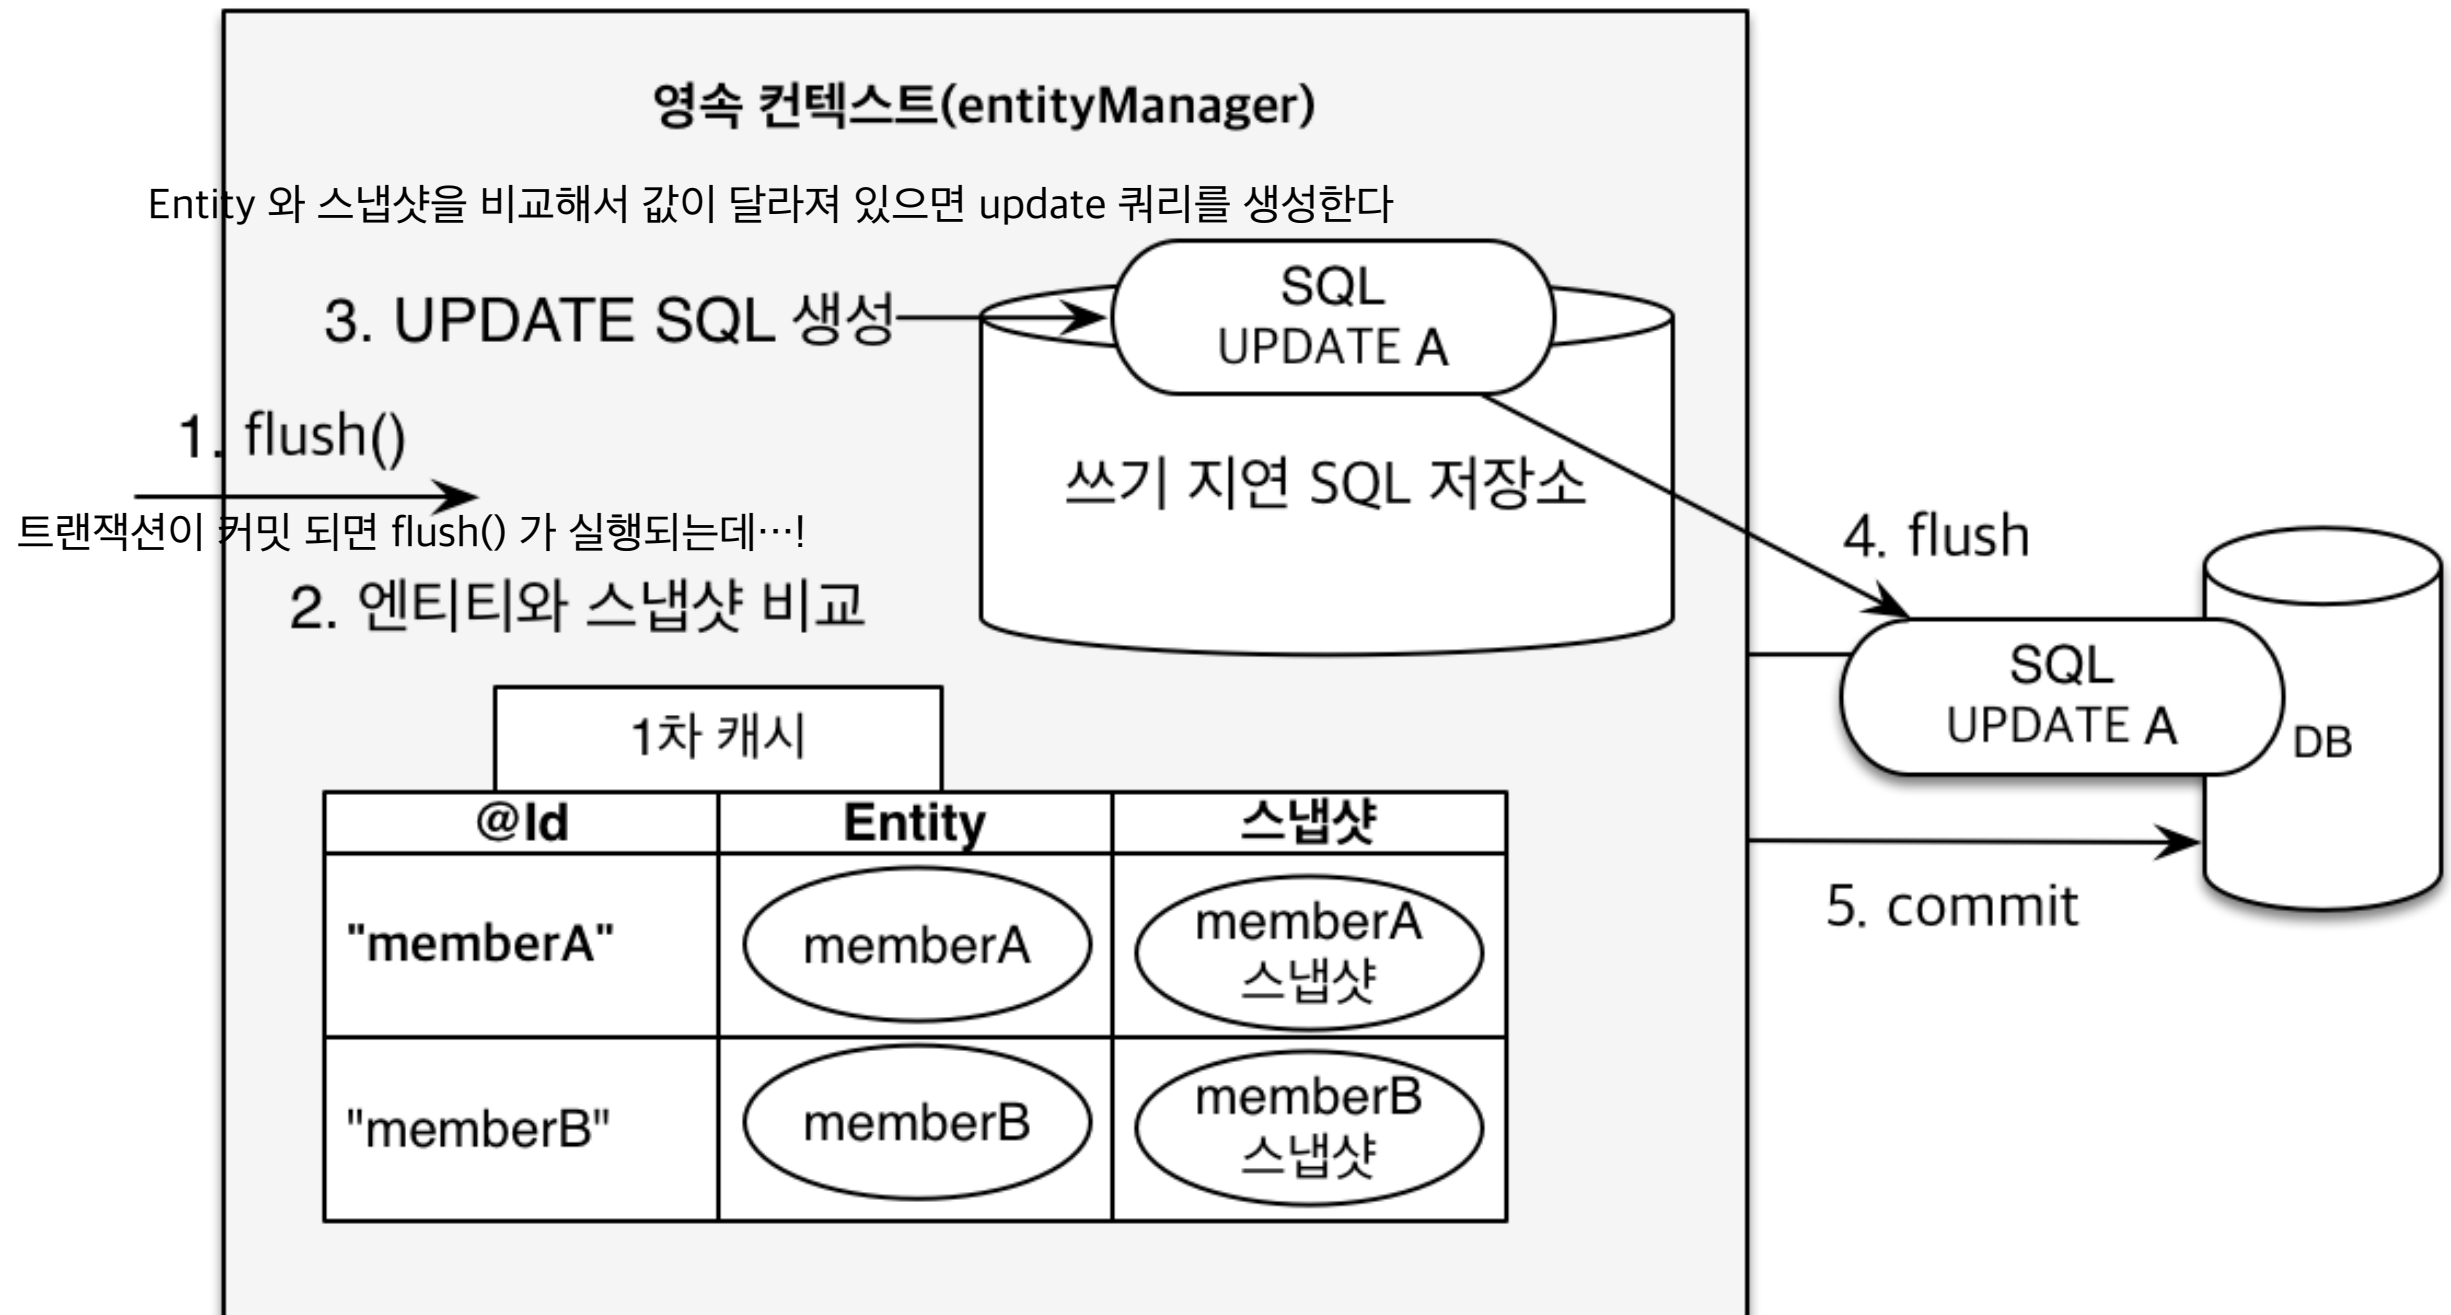 영속 컨텍스트(entityManager)
Entity 와 스냅샷을 비교해서 값이 달라져 있으면 update 쿼리를 생성한다
3. UPDATE SQL 생성
SQL
UPDATE A
1. flush()
쓰기 지연 SQL 저장소
트랜잭션이 커밋 되면 flush() 가 실행되는데...!
4. flush
2. 엔티티와 스냅샷 비교
SQL
UPDATE A
DB
1차 캐시
@Id Entity 스냅샷
5. commit
"memberA" memberA memberA
스냅샷
"memberB" memberB memberB
스냅샷